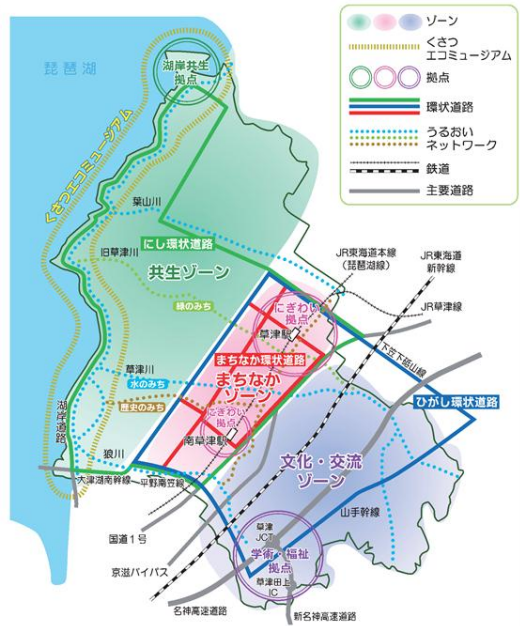 ゾーン
くさつ
エコミュージアム
拠点
環状道路
うるおい
ネットワーク
鉄道
主要道路
琵琶湖
湖岸共生
拠点
くさつエコミュージアム
葉山川
にし環状道路
旧草津川
共生ゾーン
JR東海道本線
(琵琶湖線)
JR東海道
新幹線
緑のみち
にぎわい
拠点
草津駅
JR草津線
まちなか環状道路
下笠下砥山線
草津川
水のみち
まちなか
ゾーン
ひがし環状道路
歴史のみち
湖岸道路
にぎわい
拠点
南草津駅
狼川
文化・交流
ゾーン
大津湖南幹線
平野南笠線
山手幹線
国道1号
草津
JCT
学術・福祉
拠点
京滋バイパス
草津田上
IC
名神高速道路
新名神高速道路